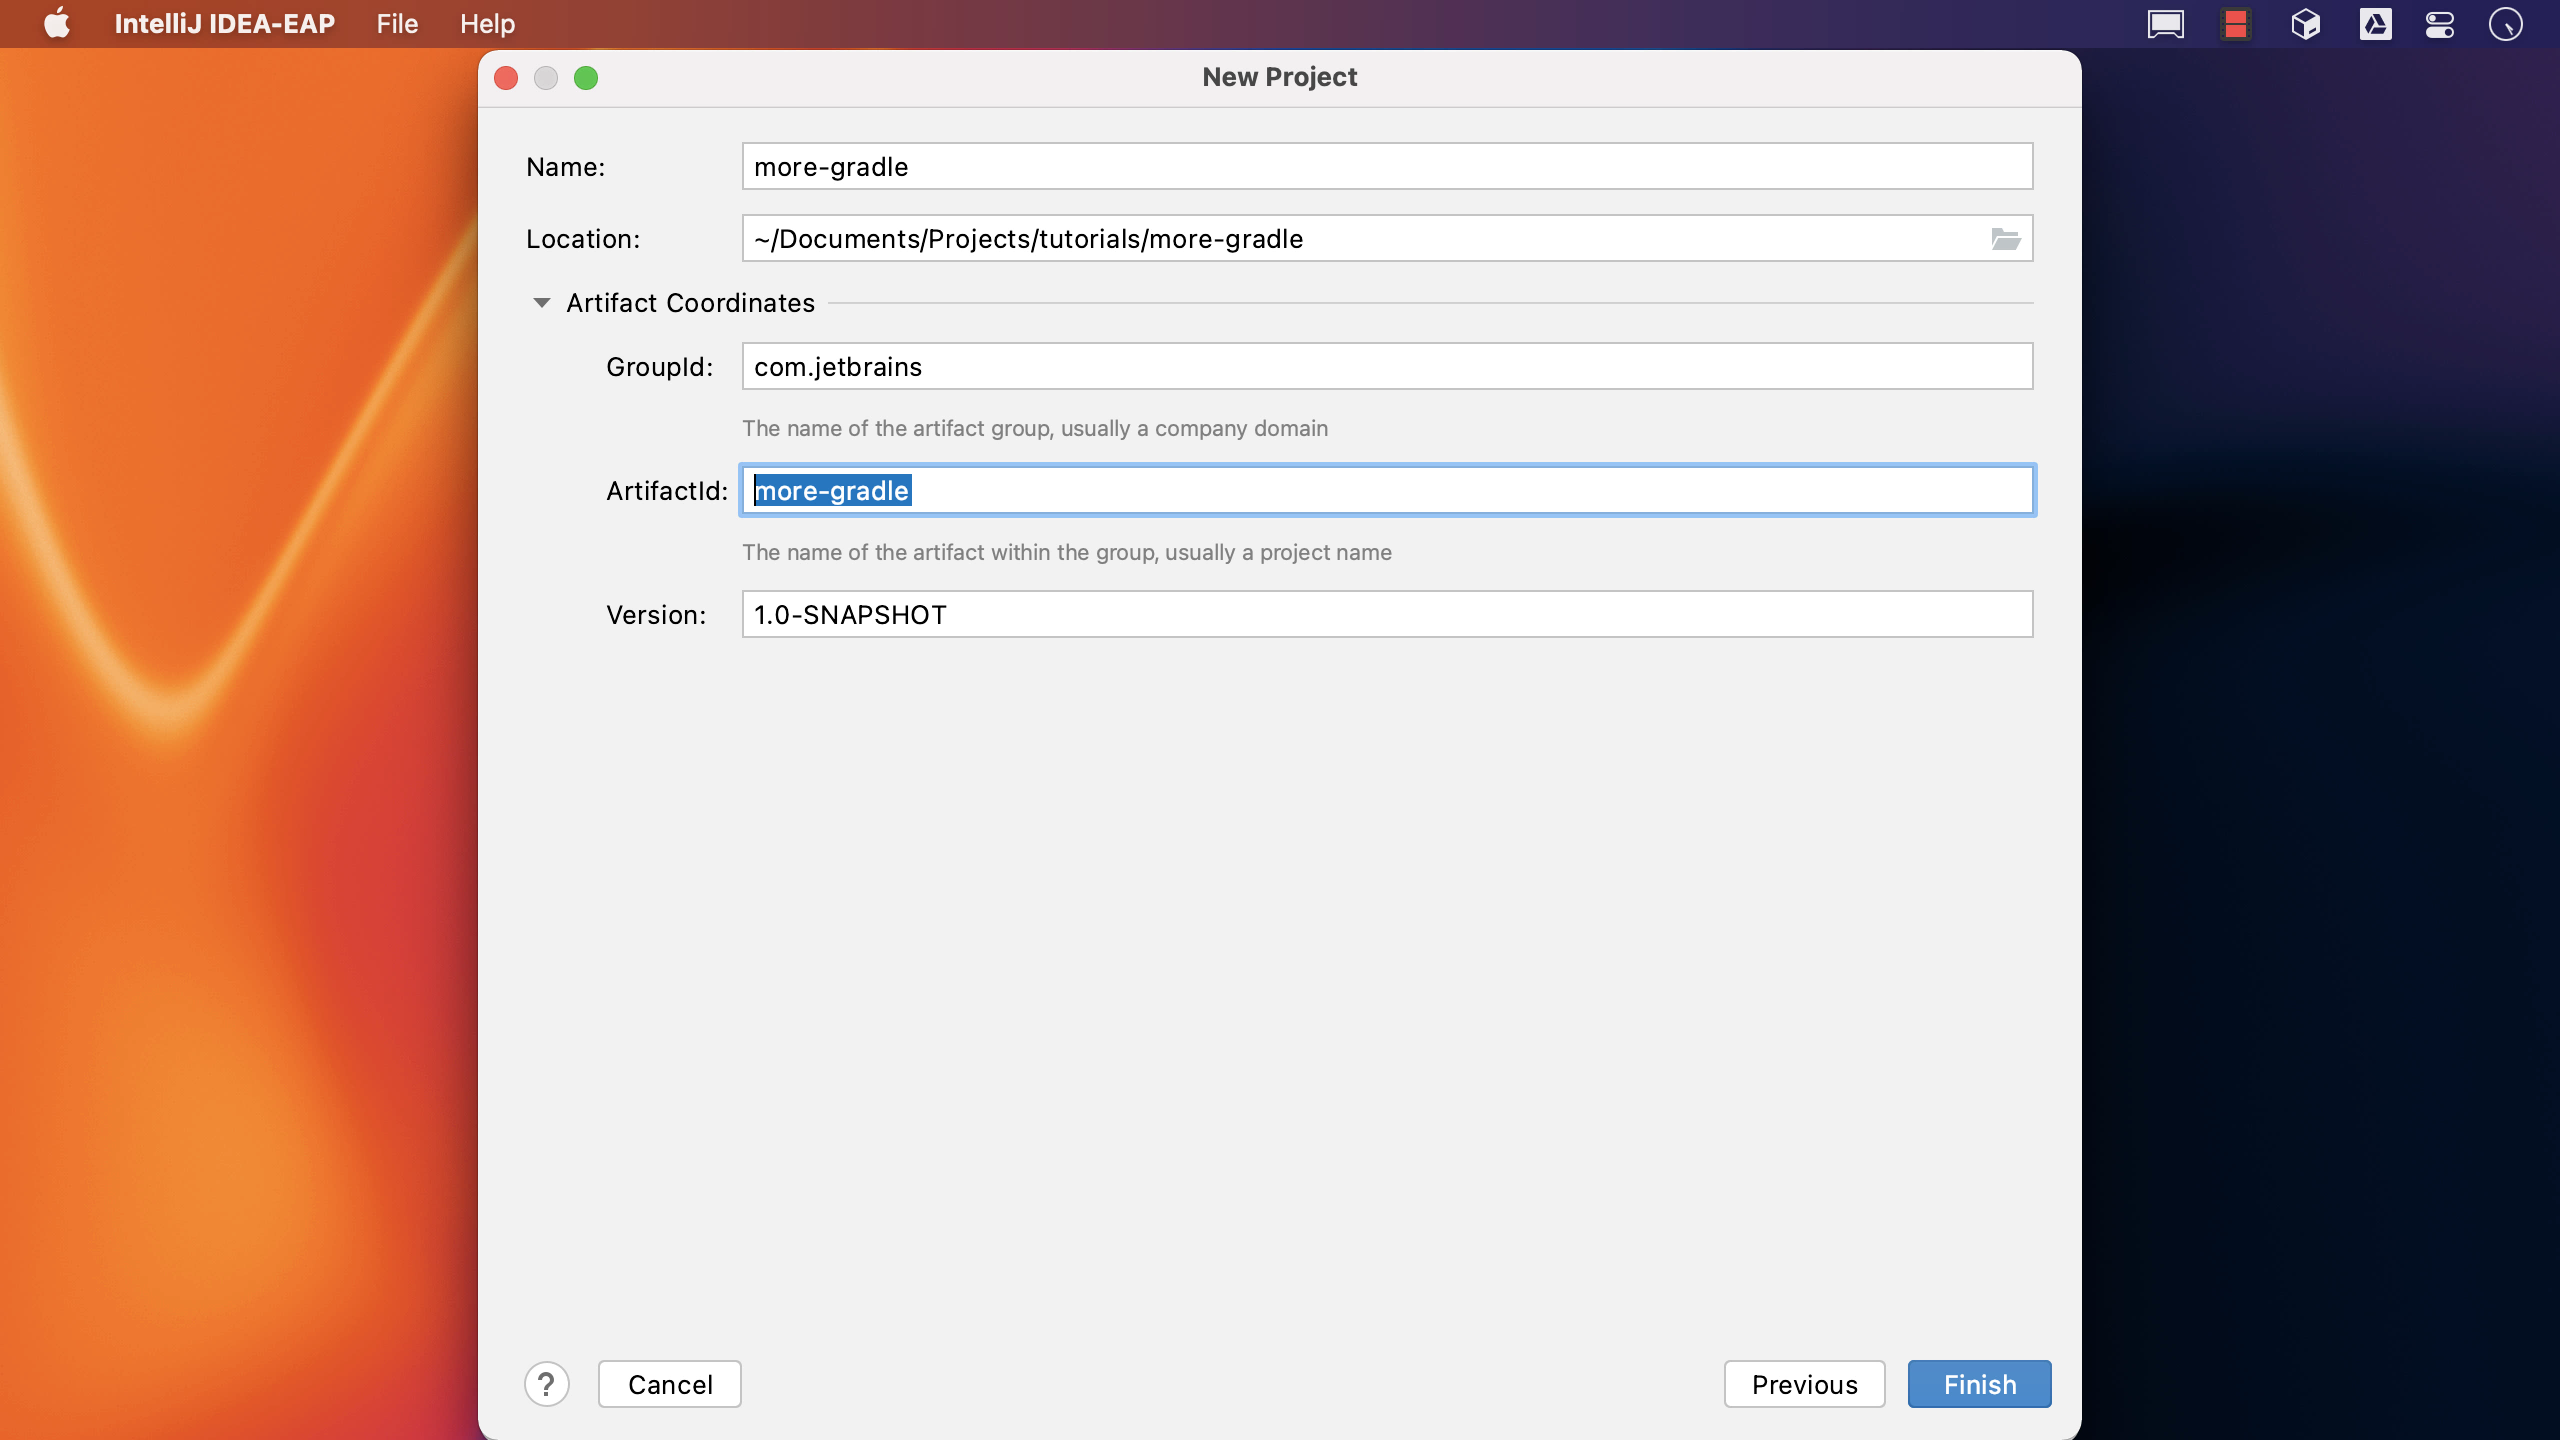 IntelliJ IDEA-EAP File Help
New Project
Name: more-gradle
Location: ~/Documents/Projects/tutorials/more-gradle
Artifact Coordinates
GroupId: com.jetbrains
The name of the artifact group, usually a company domain
ArtifactId: more-gradle
The name of the artifact within the group, usually a project name
Version: 1.0-SNAPSHOT
? Cancel Previous Finish